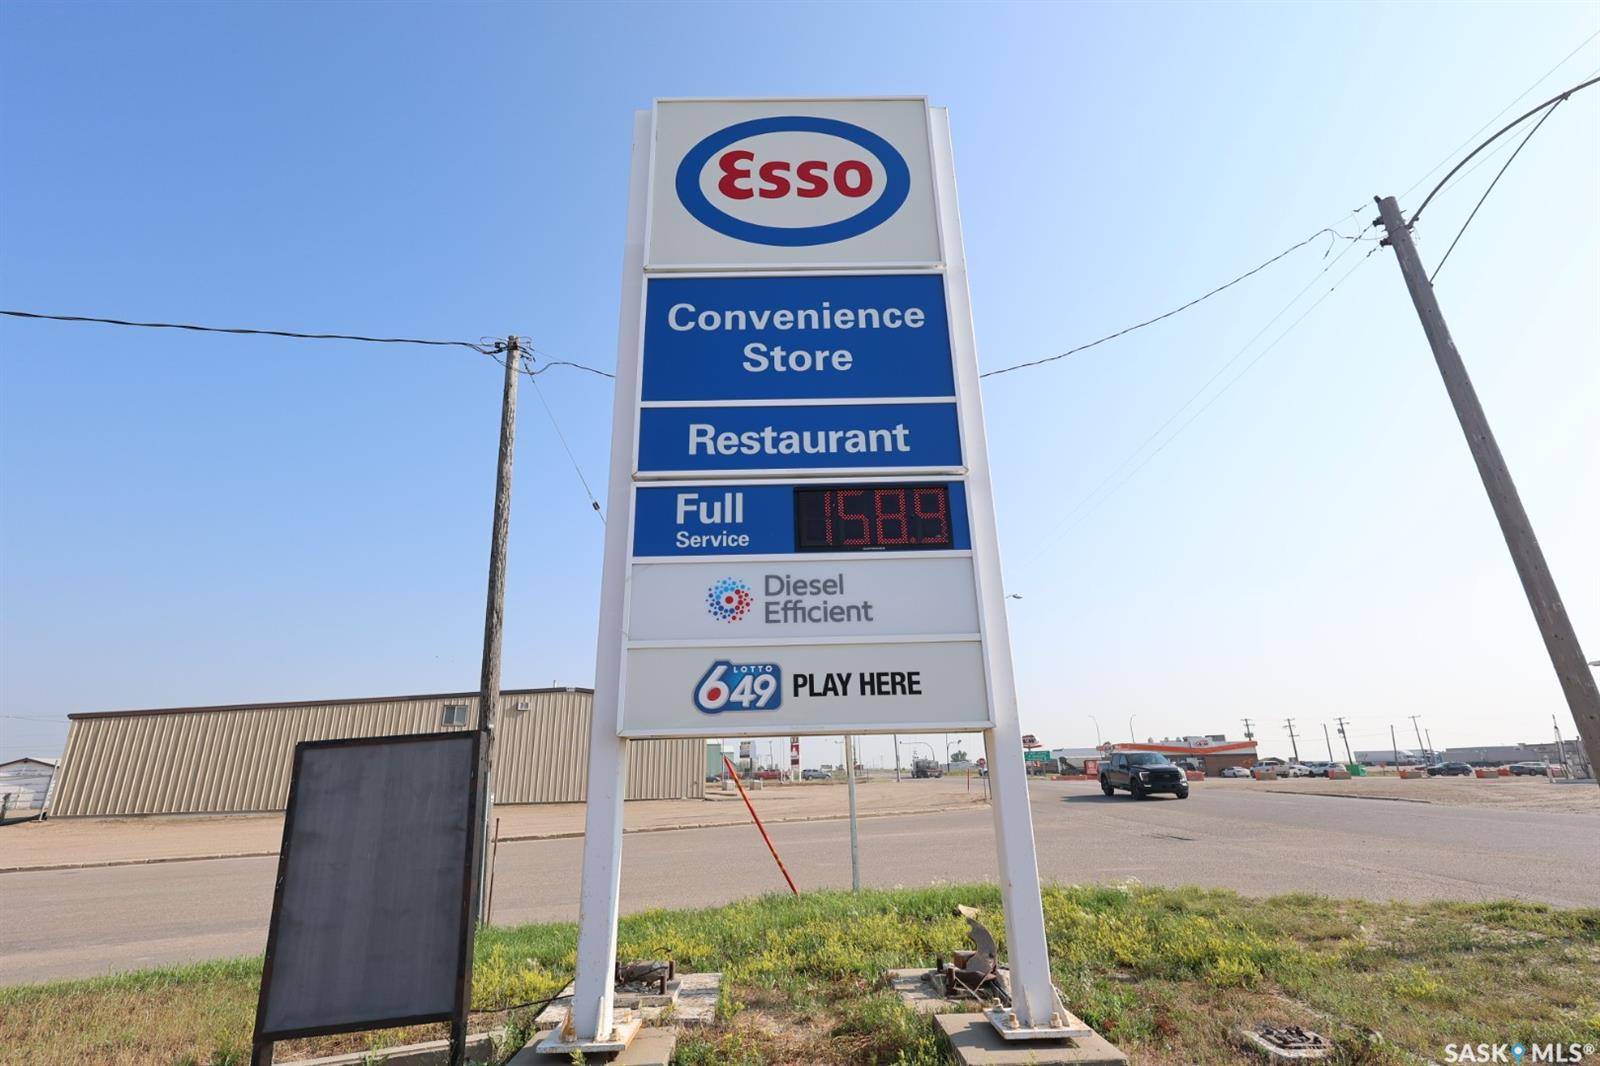 Esso
Convenience
Store
Restaurant
Full
Service
158.9
Diesel
Efficient
LOTTO
649 PLAY HERE
SASK MLS®